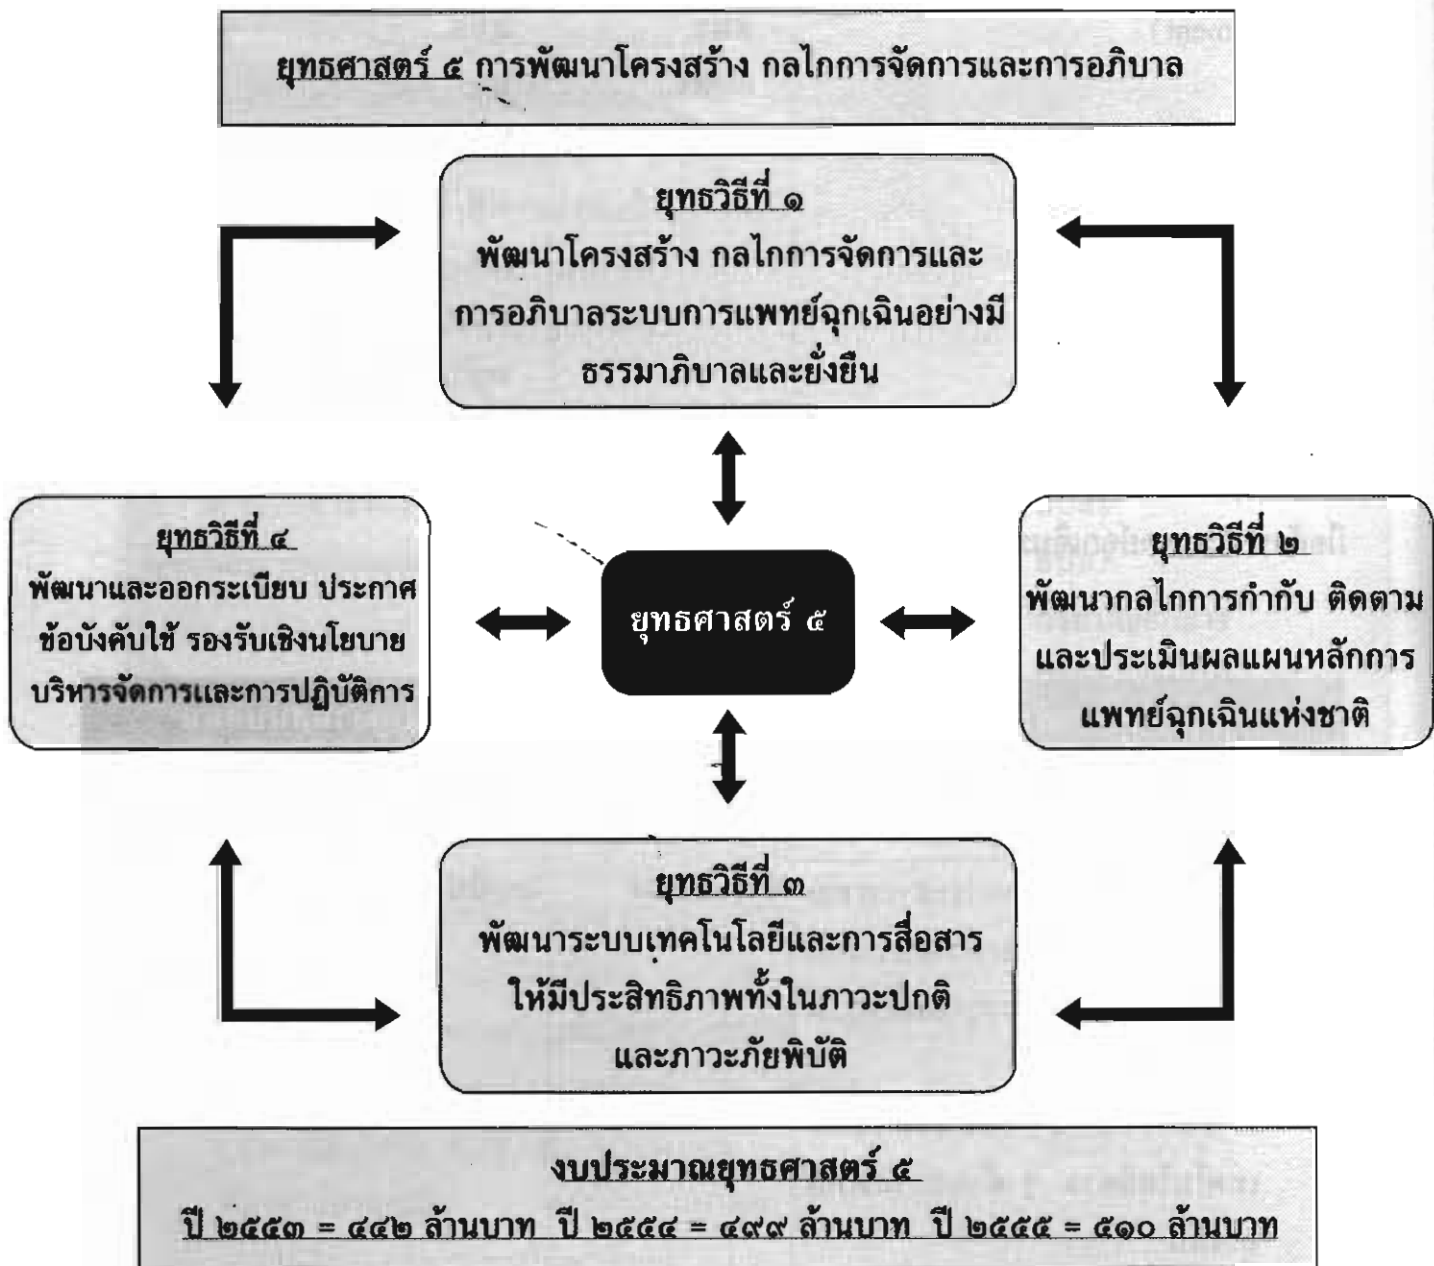 ยุทธศาสตร์ ๕ การพัฒนาโครงสร้าง กลไกการจัดการและการอภิบาล
ยุทธวิธีที่ ๑
พัฒนาโครงสร้าง กลไกการจัดการและ
การอภิบาลระบบการแพทย์ฉุกเฉินอย่างมี
ธรรมาภิบาลและยั่งยืน
ยุทธวิธีที่ ๔
พัฒนาและออกระเบียบ ประกาศ
ข้อบังคับใช้ รองรับเชิงนโยบาย
บริหารจัดการและการปฏิบัติการ
ยุทธศาสตร์ ๕
ยุทธวิธีที่ ๒
พัฒนากลไกการกำกับ ติดตาม
และประเมินผลแผนหลักการ
แพทย์ฉุกเฉินแห่งชาติ
ยุทธวิธีที่ ๓
พัฒนาระบบเทคโนโลยีและการสื่อสาร
ให้มีประสิทธิภาพทั้งในภาวะปกติ
และภาวะภัยพิบัติ
งบประมาณยุทธศาสตร์ ๕
ปี ๒๕๕๓ = ๔๔๒ ล้านบาท ปี ๒๕๕๔ = ๔๙๙ ล้านบาท ปี ๒๕๕๕ = ๕๑๐ ล้านบาท